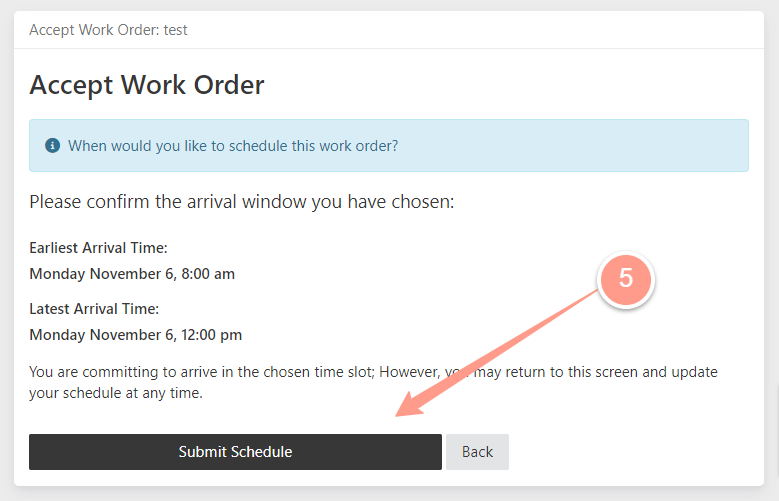 Accept Work Order: test
Accept Work Order
When would you like to schedule this work order?
Please confirm the arrival window you have chosen:
Earliest Arrival Time:
Monday November 6, 8:00 am
5
Latest Arrival Time:
Monday November 6, 12:00 pm
You are committing to arrive in the chosen time slot; However, you may return to this screen and update
your schedule at any time.
Submit Schedule
Back